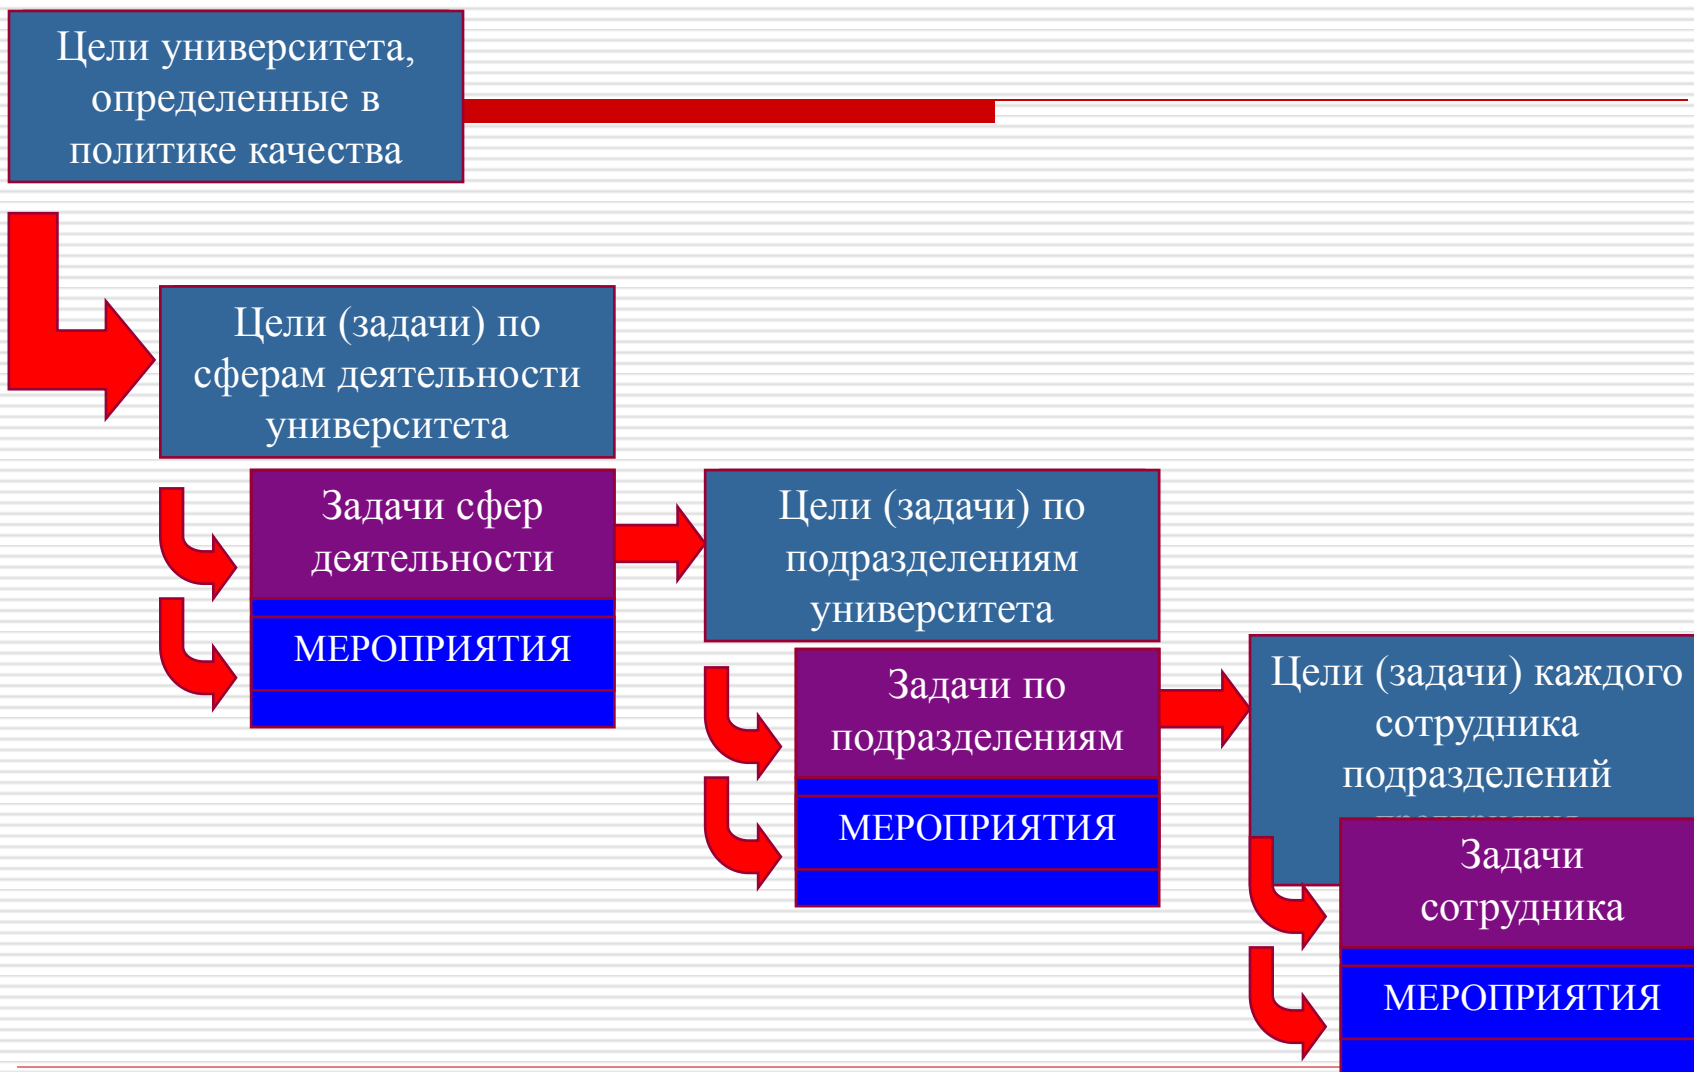 Цели университета,
определенные в
политике качества
Цели (задачи) по
сферам деятельности
университета
Задачи сфер
деятельности
МЕРОПРИЯТИЯ
Цели (задачи) по
подразделениям
университета
Задачи по
подразделениям
МЕРОПРИЯТИЯ
Цели (задачи) каждого
сотрудника
подразделений
Задачи
сотрудника
МЕРОПРИЯТИЯ